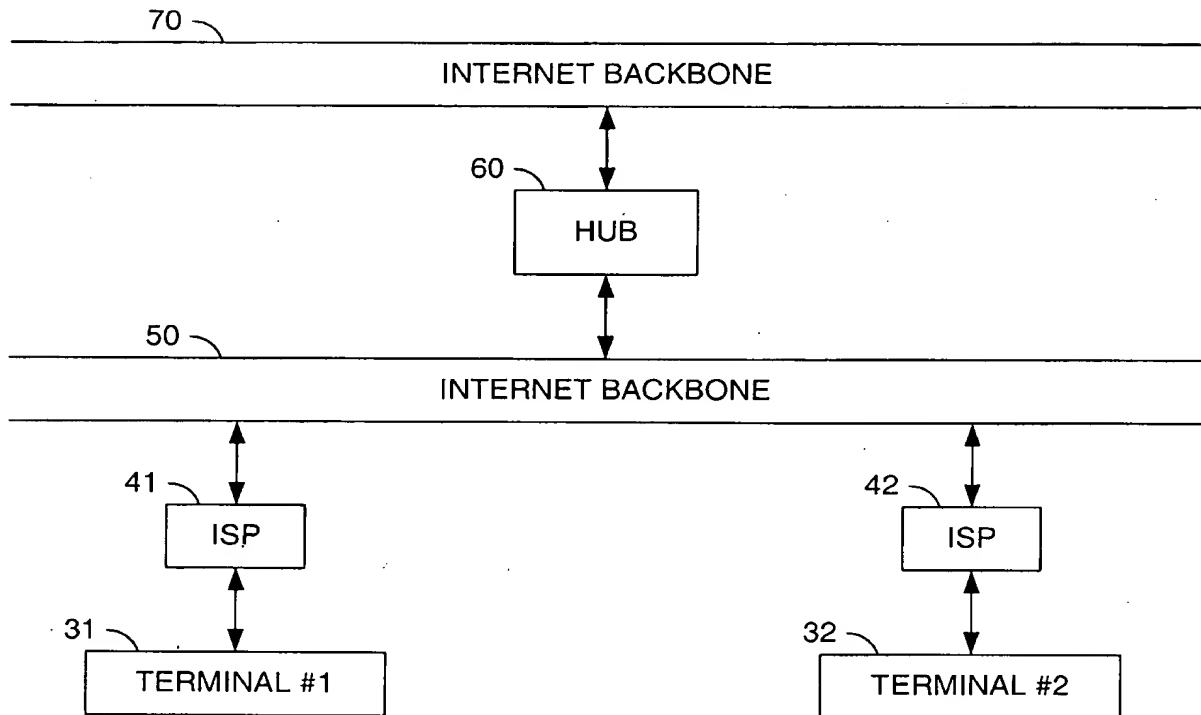 70
INTERNET BACKBONE
60
HUB
50
INTERNET BACKBONE
41
ISP
42
ISP
31
TERMINAL #1
32
TERMINAL #2